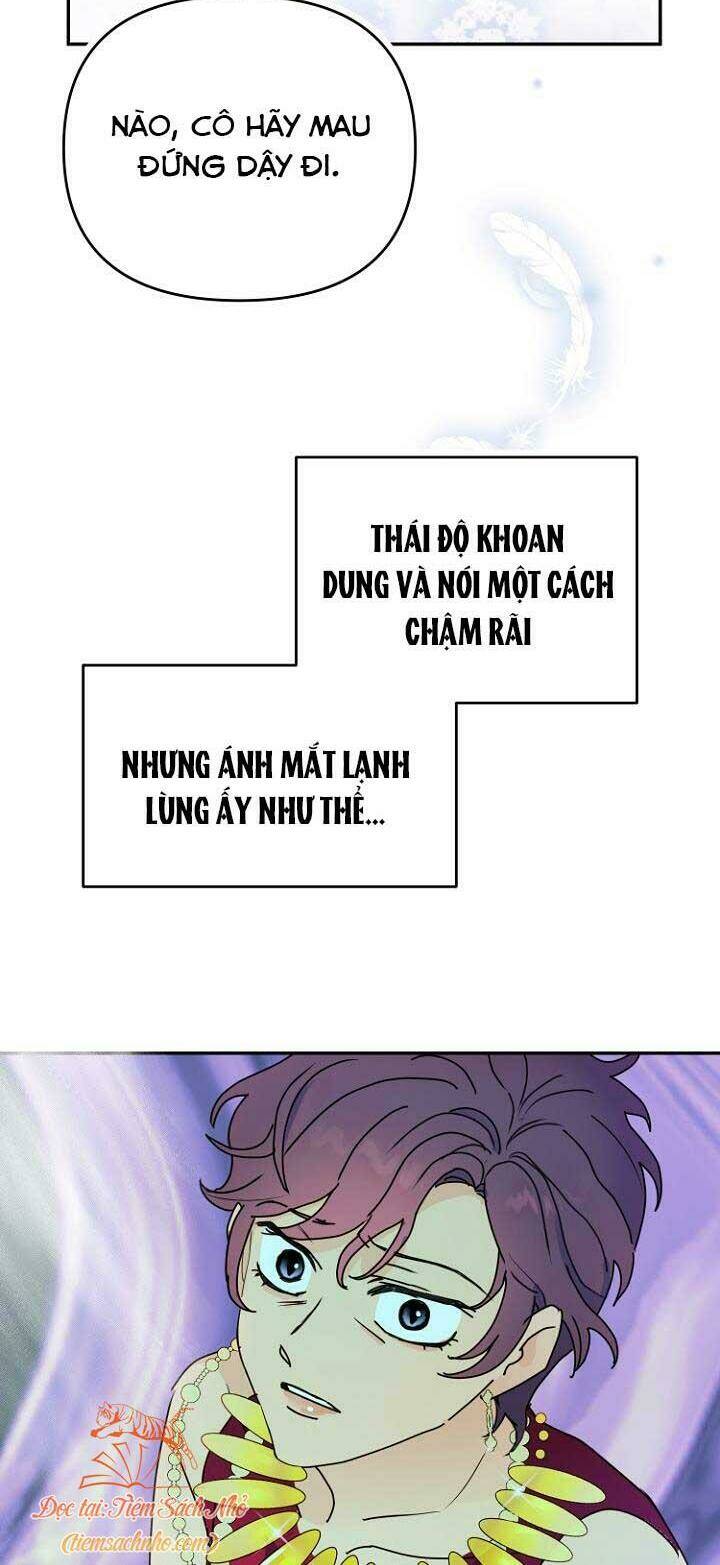 NÀO, CÔ HÃY MAU
ĐỨNG DẬY ĐI.
THÁI ĐỘ KHOAN
DUNG VÀ NÓI MỘT CÁCH
CHẬM RÃI
NHƯNG ÁNH MẮT LẠNH
LÙNG ẤY NHƯ THỂ...
Đọc tại: Tiệm Sách Nhỏ
(tiemsachnho.com)